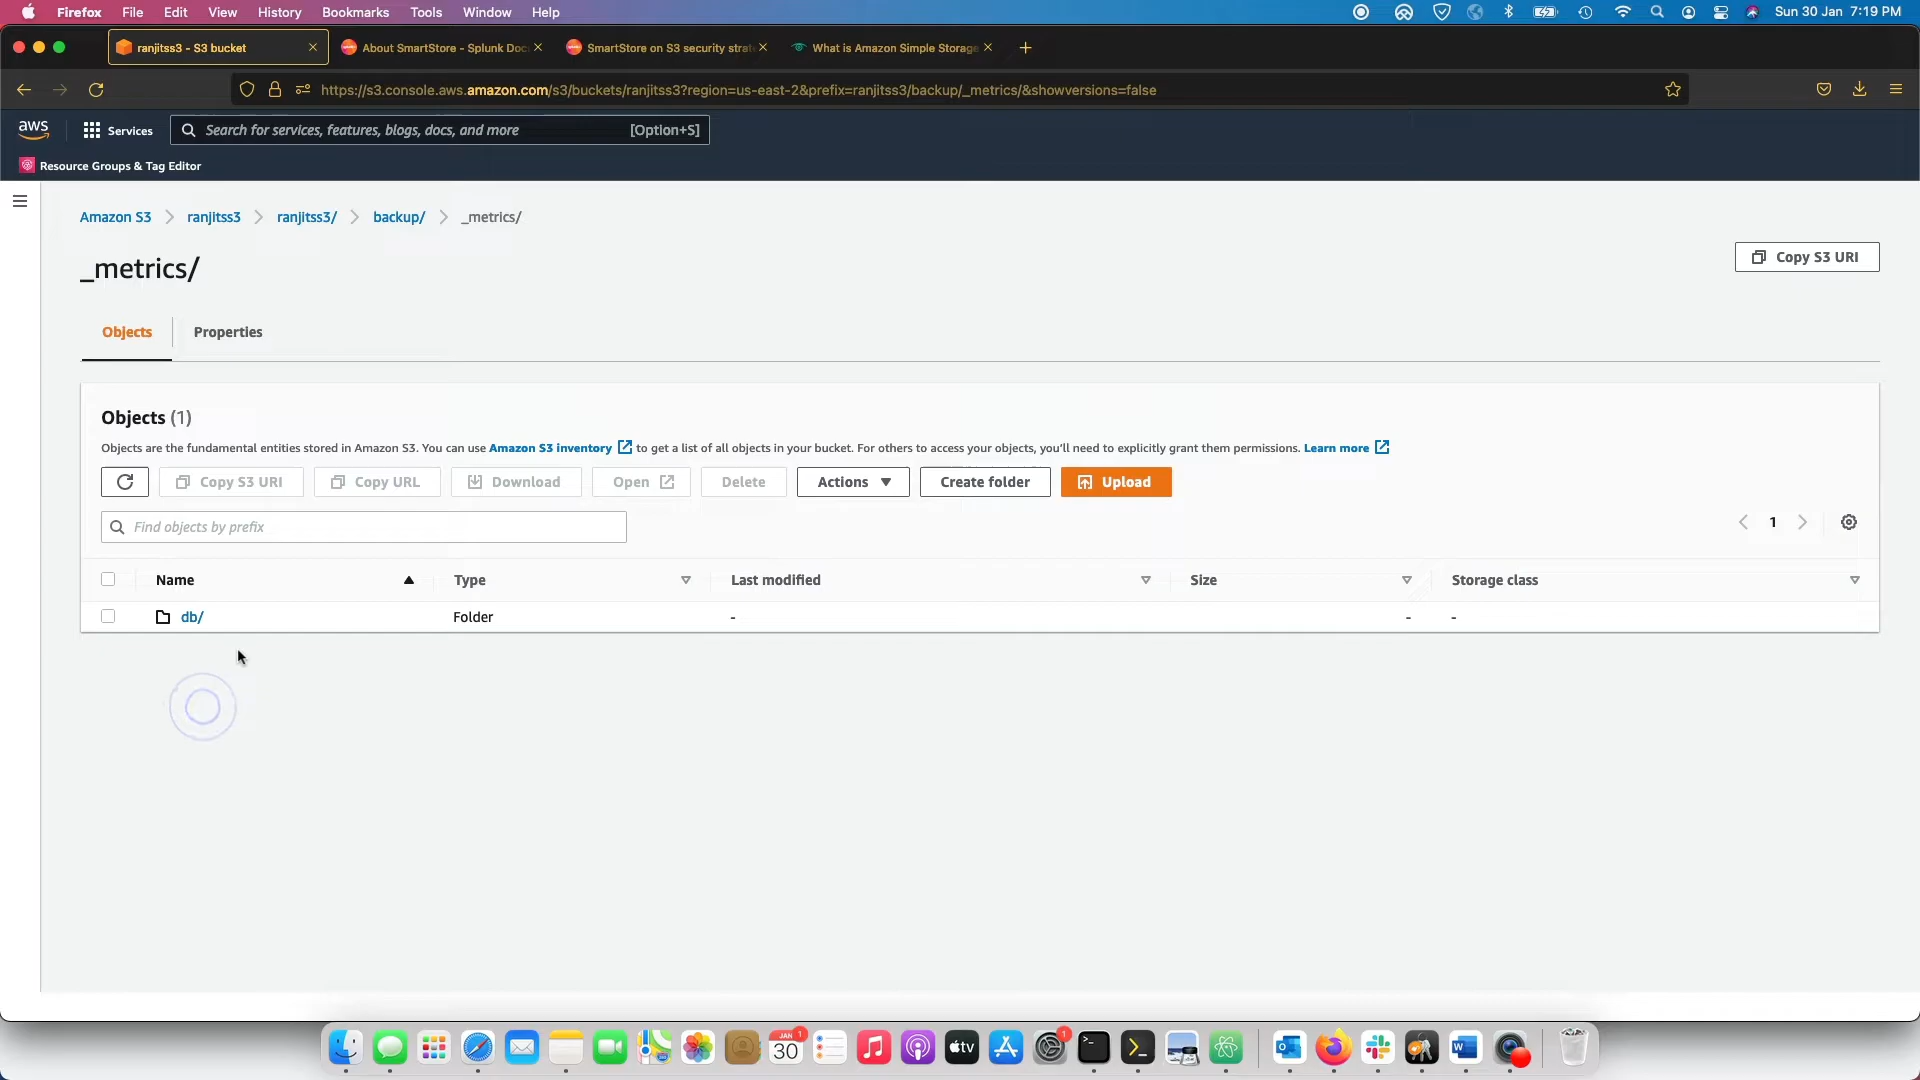 Firefox File Edit View History Bookmarks Tools Window Help Sun 30 Jan 7:19 PM
ranjitss3 - S3 bucket About SmartStore - Splunk Doc SmartStore on S3 security strat What is Amazon Simple Storage
https://s3.console.aws.amazon.com/s3/buckets/ranjitss3?region=us-east-2&prefix=ranjitss3/backup/_metrics/&showversions=false
aws Services Search for services, features, blogs, docs, and more [Option+S]
Resource Groups & Tag Editor
Amazon S3 ranjitss3 ranjitss3/ backup/ _metrics/
_metrics/
Copy S3 URI
Objects Properties
Objects (1)
Objects are the fundamental entities stored in Amazon S3. You can use Amazon S3 inventory to get a list of all objects in your bucket. For others to access your objects, you'll need to explicitly grant them permissions. Learn more
Copy S3 URI Copy URL Download Open Delete Actions Create folder Upload
Find objects by prefix
1
Name Type Last modified Size Storage class
db/ Folder - - -
JAN 1
30
tv
1
W